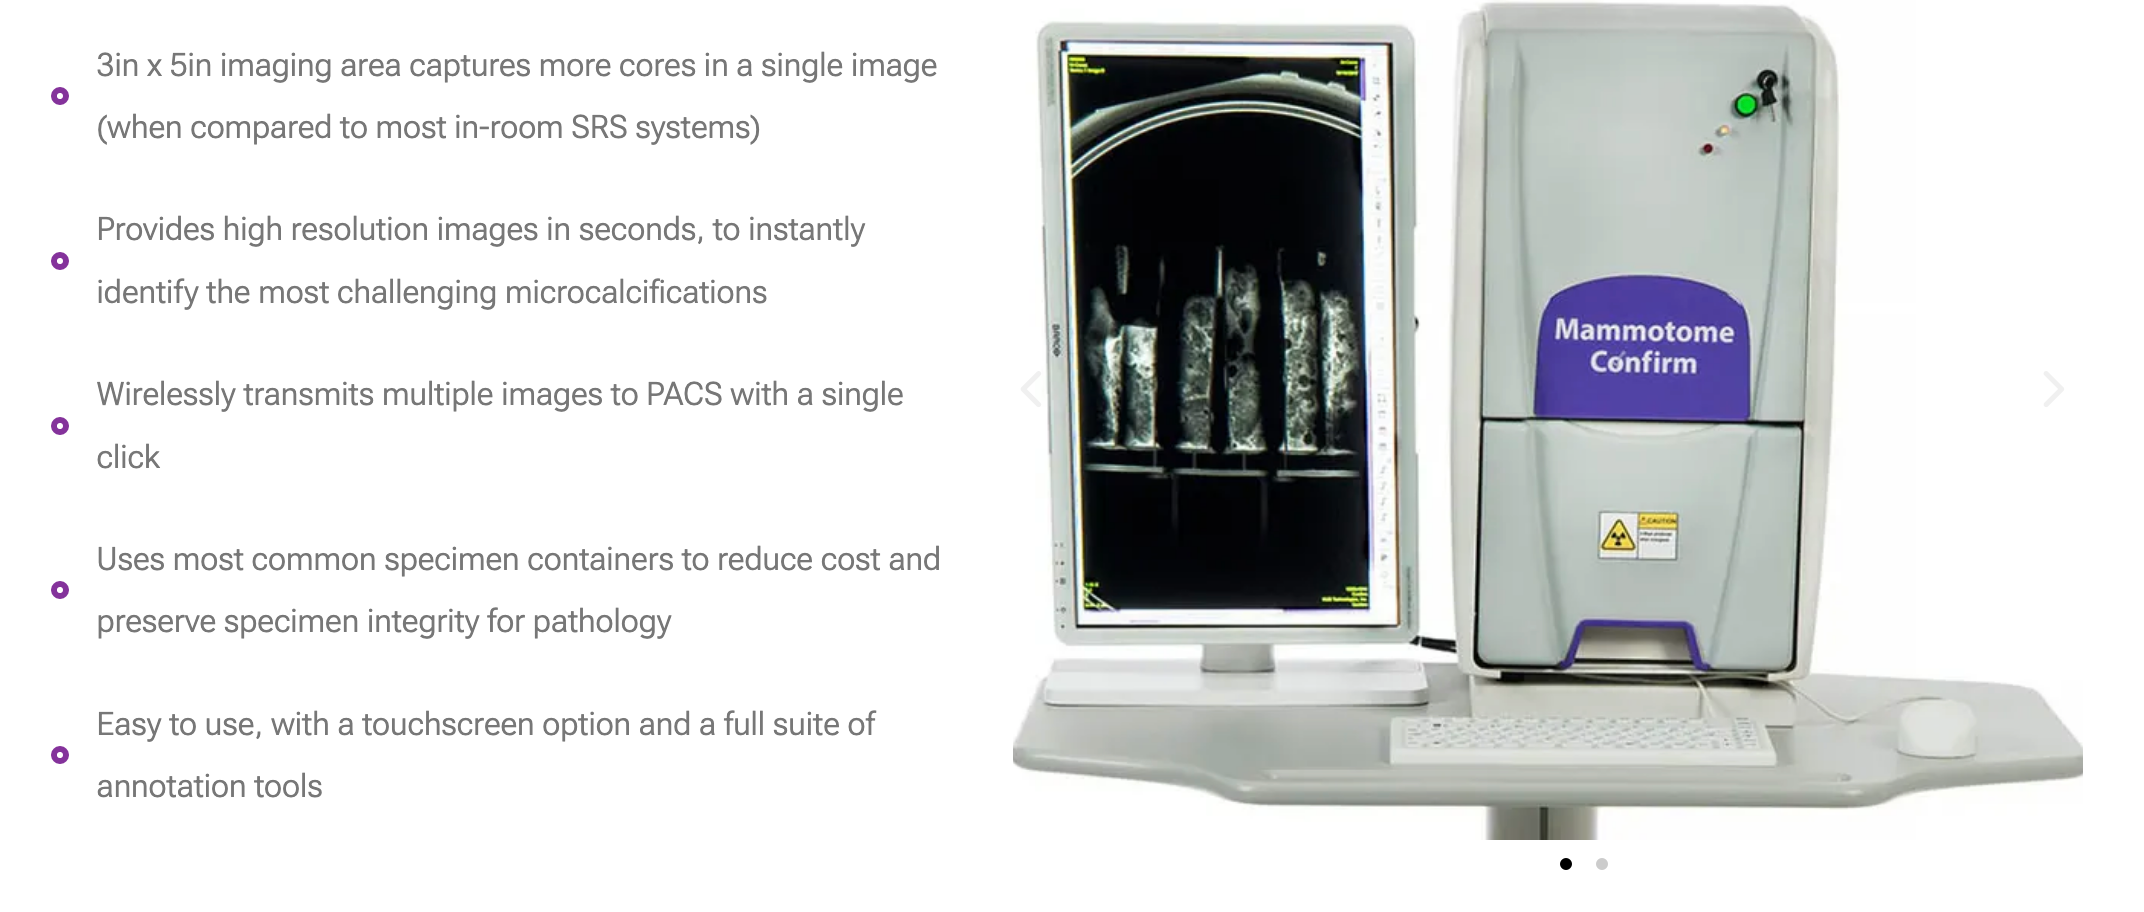 3in x 5in imaging area captures more cores in a single image
(when compared to most in-room SRS systems)
Provides high resolution images in seconds, to instantly
identify the most challenging microcalcifications
Wirelessly transmits multiple images to PACS with a single
click
Uses most common specimen containers to reduce cost and
preserve specimen integrity for pathology
Easy to use, with a touchscreen option and a full suite of
annotation tools
Mammotome
Confirm
CAUTION
BARCO